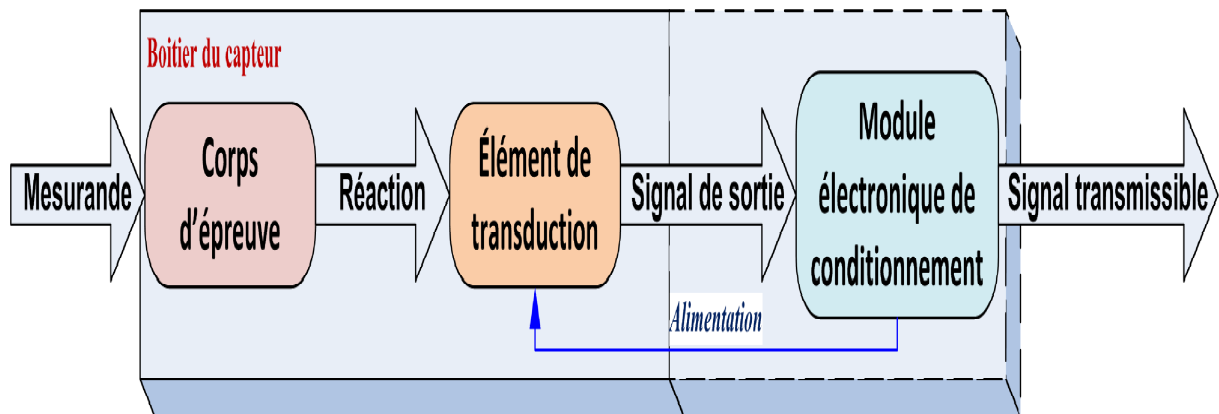 Boitier du capteur
Mesurande
Corps
d'épreuve
Réaction
Élément de
transduction
Signal de sortie
Module
électronique de
conditionnement
Signal transmissible
Alimentation